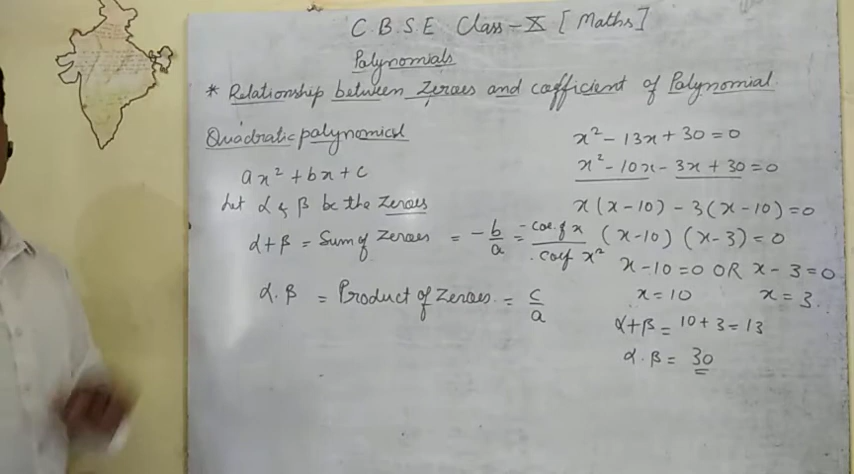 C.B.S.E Class-X [Maths]
Polynomials
* Relationship between Zeroes and coefficient of Polynomial
Quadratic polynomial
ax² + bx + c
Let α & β be the Zeroes
α+β = Sum of Zeroes = -b/a = -coe. of x / coef x²
α.β = Product of Zeroes = c/a
x² - 13x + 30 = 0
x² - 10x - 3x + 30 = 0
x(x-10) - 3(x-10) = 0
(x-10) (x-3) = 0
x-10 = 0 OR x-3 = 0
x = 10 x = 3
α+β = 10+3 = 13
α.β = 30